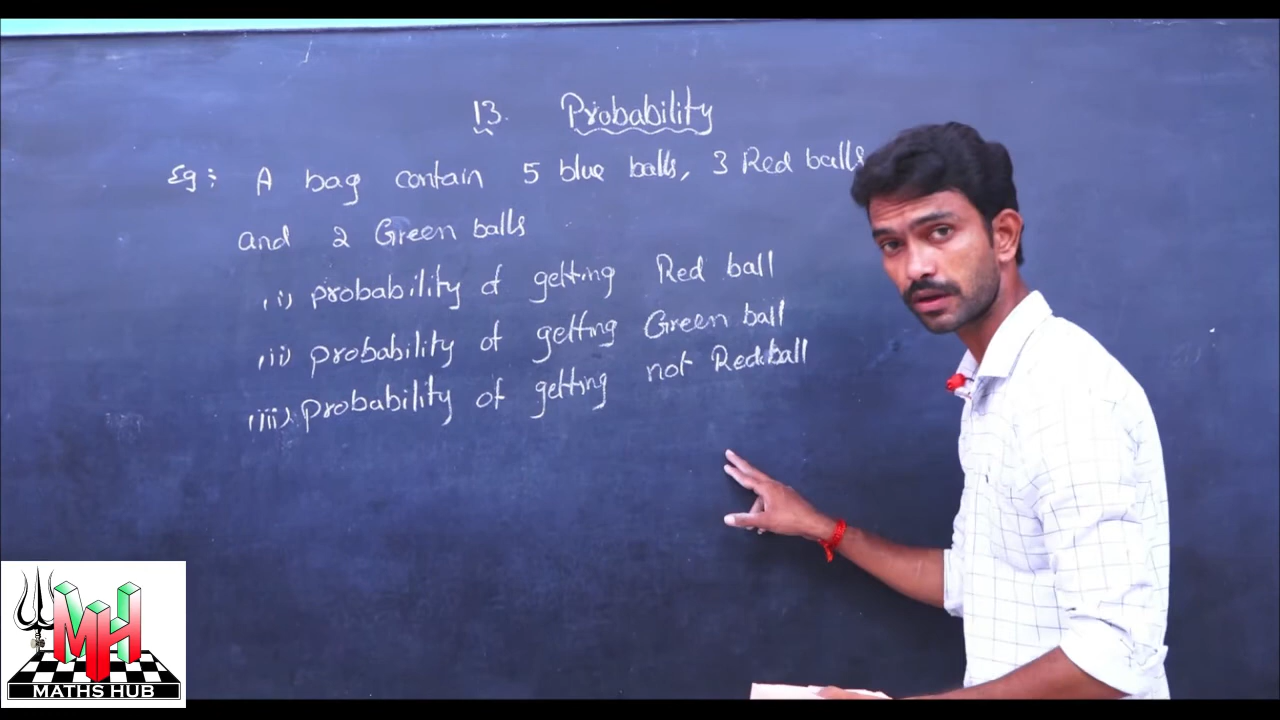 13. Probability
Eg: A bag contain 5 blue balls, 3 Red balls
and 2 Green balls
(i) probability of getting Red ball
(ii) probability of getting Green ball
(iii) probability of getting not Red ball
MH
MATHS HUB